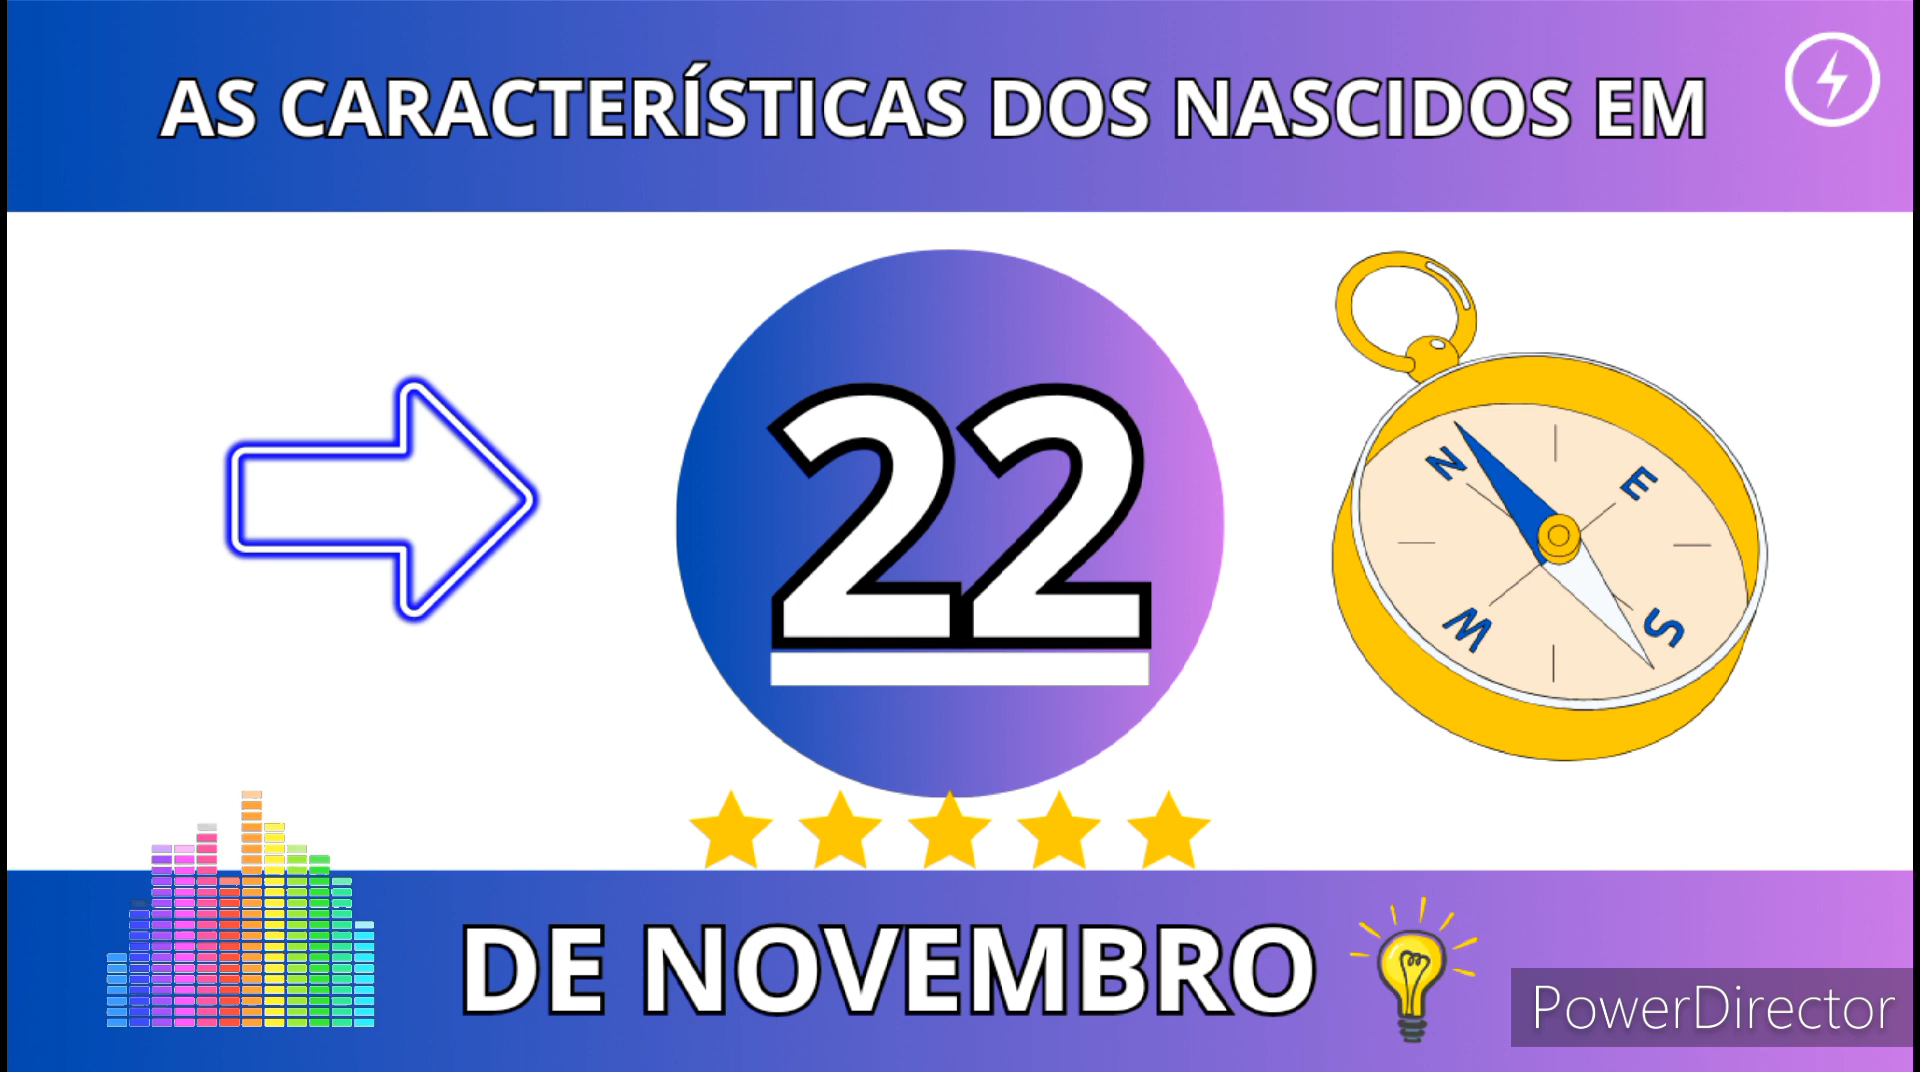 AS CARACTERÍSTICAS DOS NASCIDOS EM
22
N
E
W
S
DE NOVEMBRO
PowerDirector